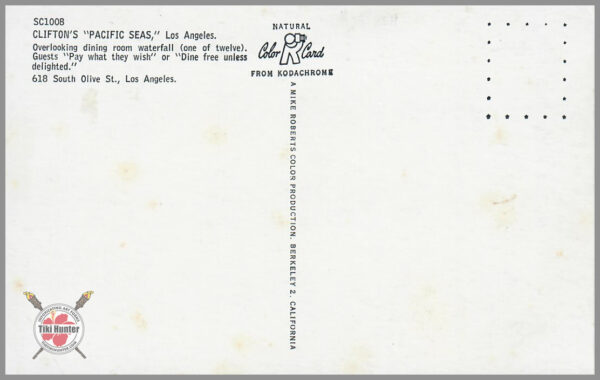 SC1008
CLIFTON'S "PACIFIC SEAS," Los Angeles.
Overlooking dining room waterfall (one of twelve).
Guests "Pay what they wish" or "Dine free unless
delighted."
618 South Olive St., Los Angeles.
NATURAL
Color Card
FROM KODACHROME
A MIKE ROBERTS COLOR PRODUCTION. BERKELEY 2. CALIFORNIA
Tiki Hunter